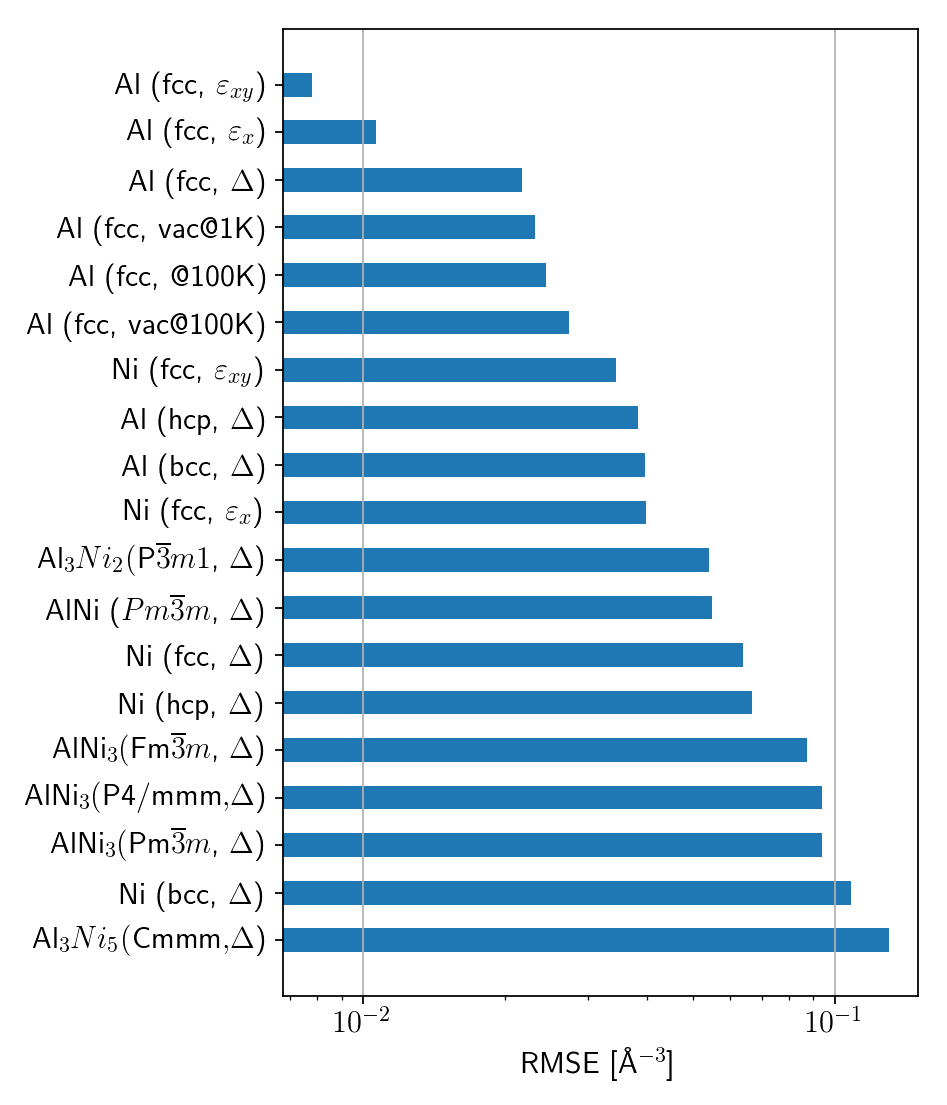 Al (fcc, εxy)
Al (fcc, εx)
Al (fcc, Δ)
Al (fcc, vac@1K)
Al (fcc, @100K)
Al (fcc, vac@100K)
Ni (fcc, εxy)
Al (hcp, Δ)
Al (bcc, Δ)
Ni (fcc, εx)
Al₃Ni₂(P3̅m1, Δ)
AlNi (Pm3̅m, Δ)
Ni (fcc, Δ)
Ni (hcp, Δ)
AlNi₃(Fm3̅m, Δ)
AlNi₃(P4/mmm,Δ)
AlNi₃(Pm3̅m, Δ)
Ni (bcc, Δ)
Al₃Ni₅(Cmmm,Δ)
10⁻² 10⁻¹
RMSE [Å⁻³]